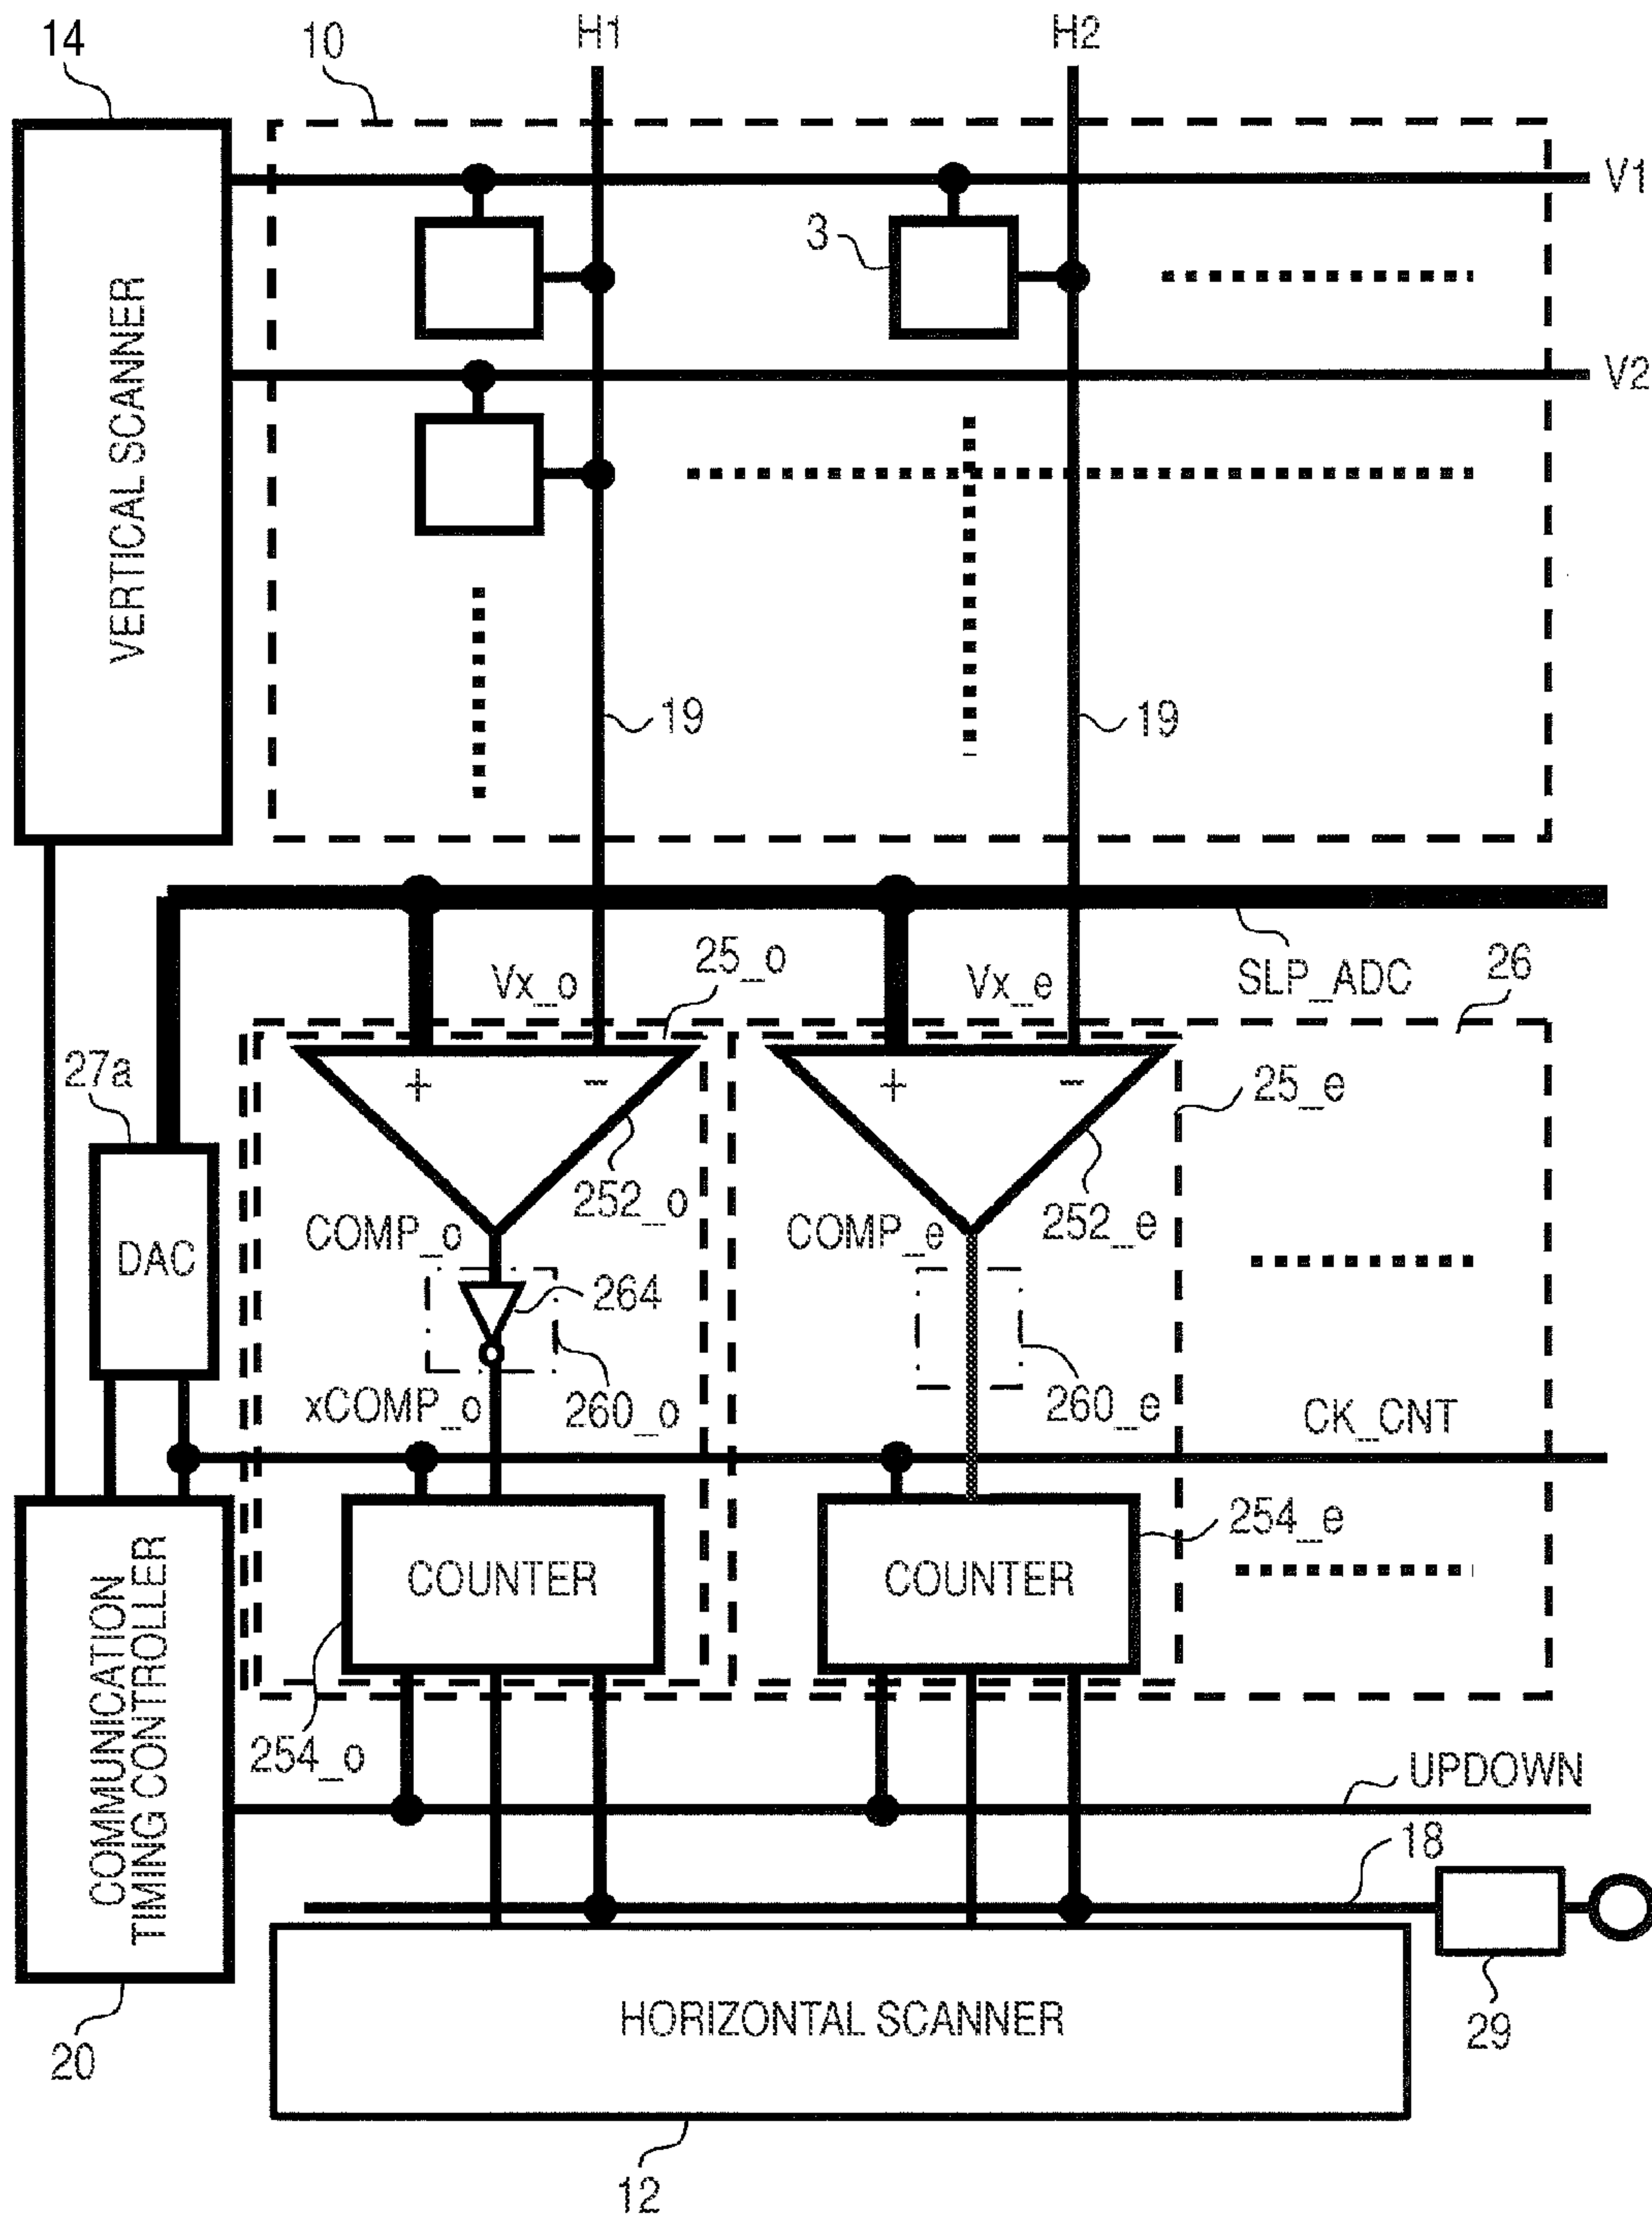 14
10
H1
H2
V1
3
V2
VERTICAL SCANNER
19
19
Vx_o
25_o
Vx_e
SLP_ADC
26
27a
+
-
+
-
25_e
DAC
COMP_o
252_o
COMP_e
252_e
264
xCOMP_o
260_o
260_e
CK_CNT
COUNTER
COUNTER
254_e
COMMUNICATION
TIMING CONTROLLER
254_o
UPDOWN
18
HORIZONTAL SCANNER
20
29
12